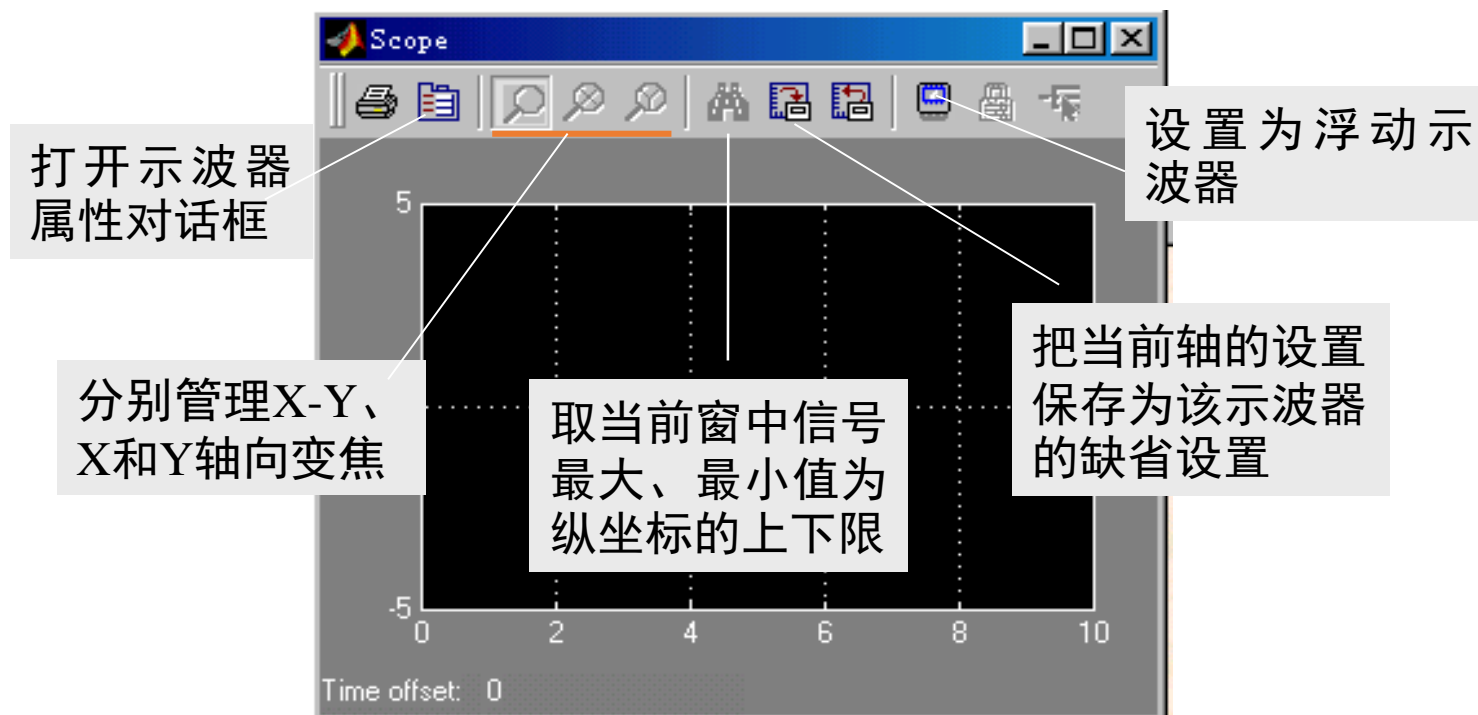 Scope
打开示波器
属性对话框
设置为浮动示
波器
5
分别管理X-Y、
X和Y轴向变焦
取当前窗中信号
最大、最小值为
纵坐标的上下限
把当前轴的设置
保存为该示波器
的缺省设置
-5
0 2 4 6 8 10
Time offset: 0